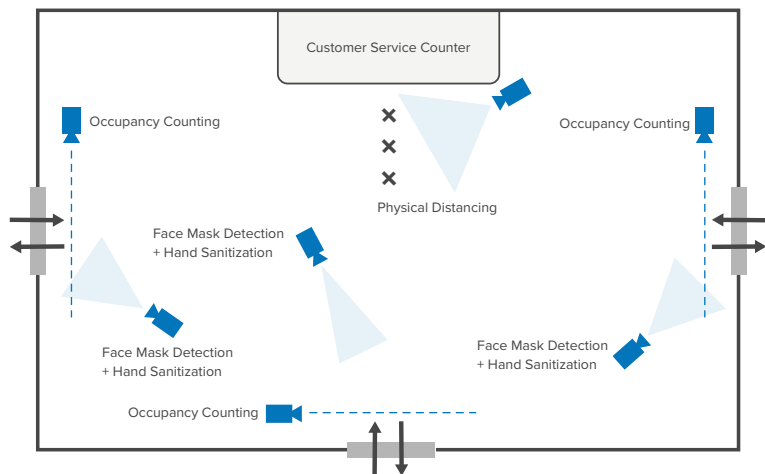 Customer Service Counter
Occupancy Counting
Occupancy Counting
Physical Distancing
Face Mask Detection
+ Hand Sanitization
Face Mask Detection
+ Hand Sanitization
Face Mask Detection
+ Hand Sanitization
Occupancy Counting